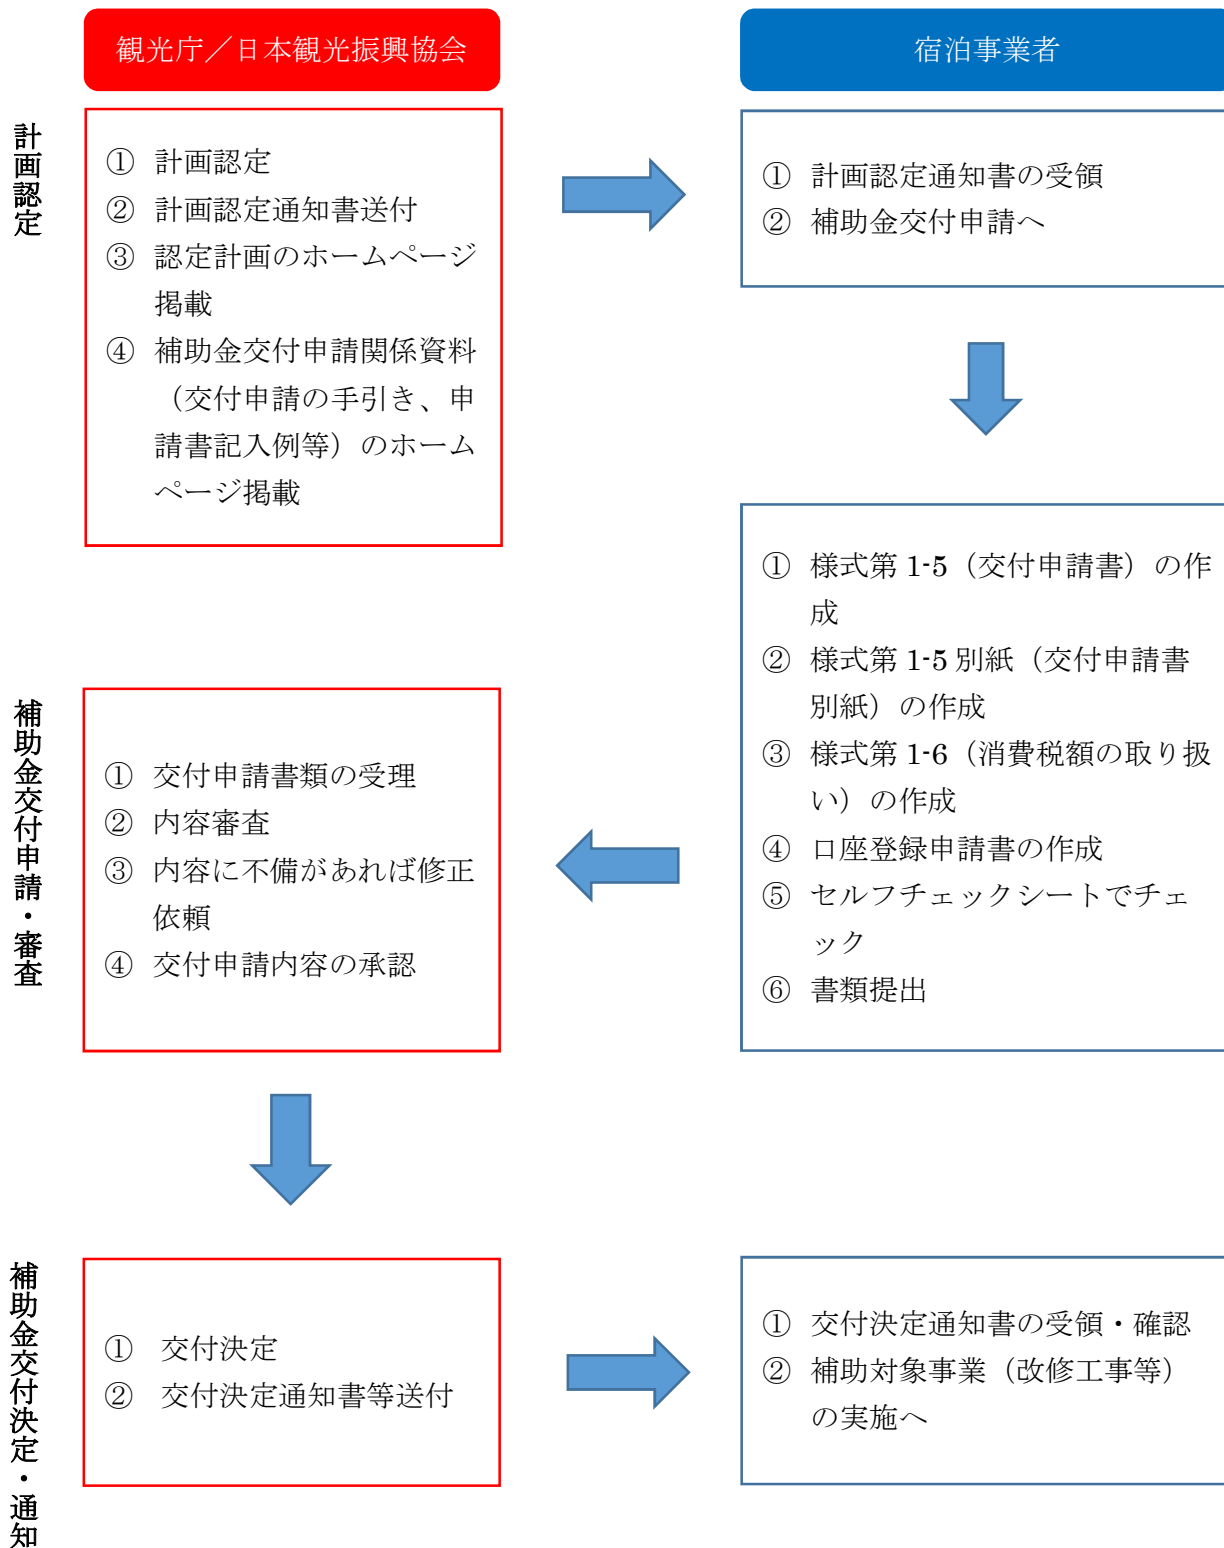 観光庁／日本観光振興協会
宿泊事業者
計画認定
① 計画認定
② 計画認定通知書送付
③ 認定計画のホームページ
掲載
④ 補助金交付申請関係資料
（交付申請の手引き、申
請書記入例等）のホーム
ページ掲載
① 計画認定通知書の受領
② 補助金交付申請へ
補助金交付申請・審査
① 様式第 1-5（交付申請書）の作
成
② 様式第 1-5 別紙（交付申請書
別紙）の作成
③ 様式第 1-6（消費税額の取り扱
い）の作成
④ 口座登録申請書の作成
⑤ セルフチェックシートでチェ
ック
⑥ 書類提出
① 交付申請書類の受理
② 内容審査
③ 内容に不備があれば修正
依頼
④ 交付申請内容の承認
補助金交付決定・通知
① 交付決定
② 交付決定通知書等送付
① 交付決定通知書の受領・確認
② 補助対象事業（改修工事等）
の実施へ